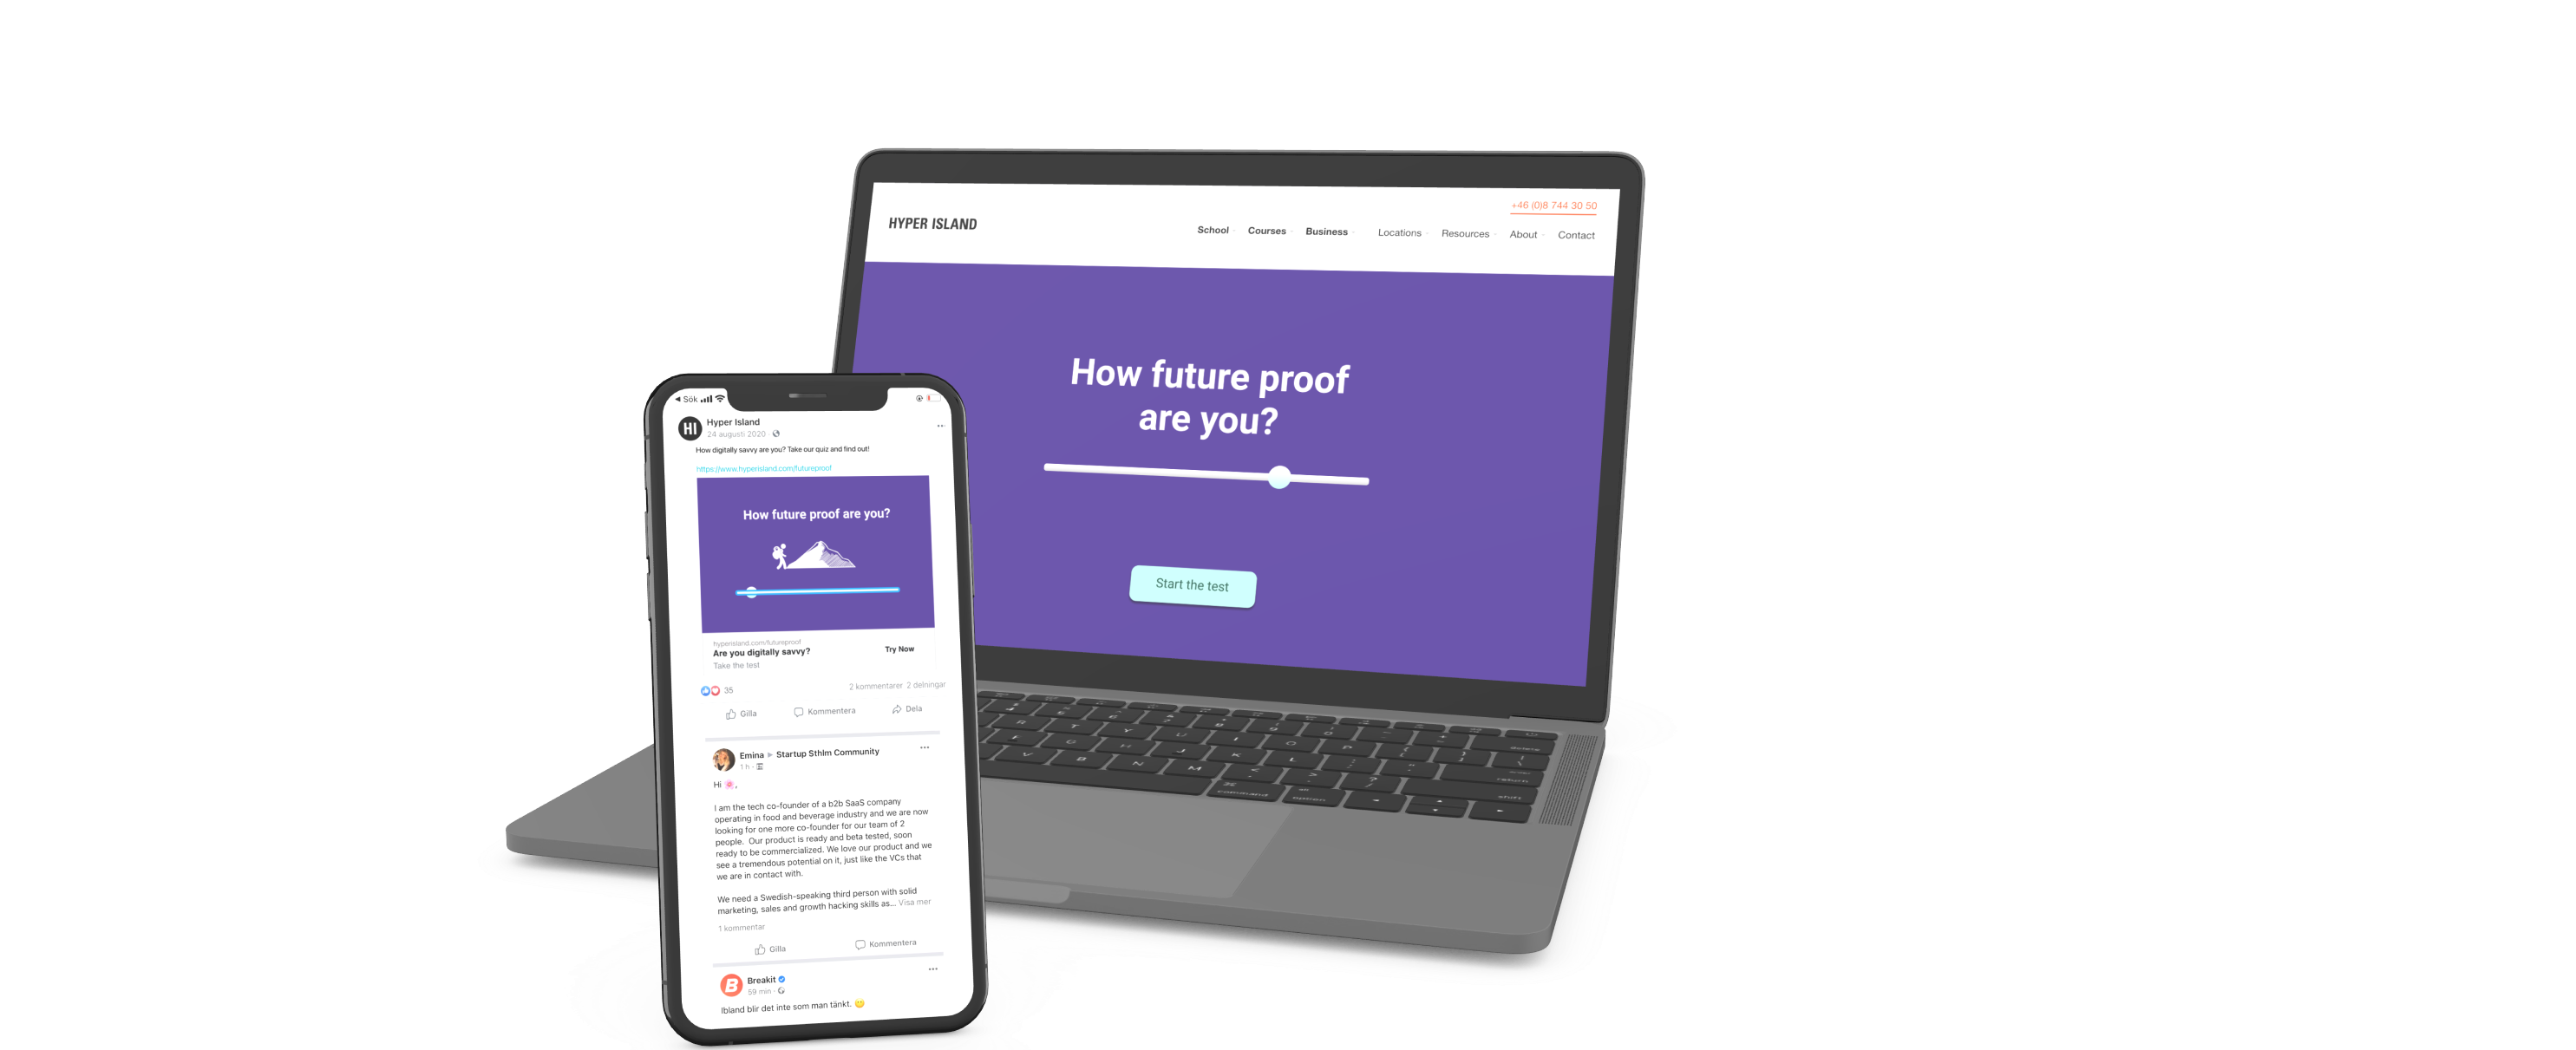 HYPER ISLAND
+46 (0)8 744 30 50
School Courses Business Locations Resources About Contact
How future proof
are you?
Start the test
Sök
HI
Hyper Island
24 augusti 2020
How digitally savvy are you? Take our quiz and find out!
https://www.hyperisland.com/futureproof
How future proof are you?
hyperisland.com/futureproof
Are you digitally savvy?
Try Now
Take the test
35
2 kommentarer 2 delningar
Gilla Kommentera Dela
Emina ▶ Startup Sthlm Community
1 h
Hi 🌸,
I am the tech co-founder of a b2b SaaS company
operating in food and beverage industry and we are now
looking for one more co-founder for our team of 2
people. Our product is ready and beta tested, soon
ready to be commercialized. We love our product and we
see a tremendous potential on it, just like the VCs that
we are in contact with.
We need a Swedish-speaking third person with solid
marketing, sales and growth hacking skills as... Visa mer
1 kommentar
Gilla Kommentera
B
Breakit
59 min
Ibland blir det inte som man tänkt.
delete
R T Y U I O P
return
F G H J K L
shift
V B N M
command option